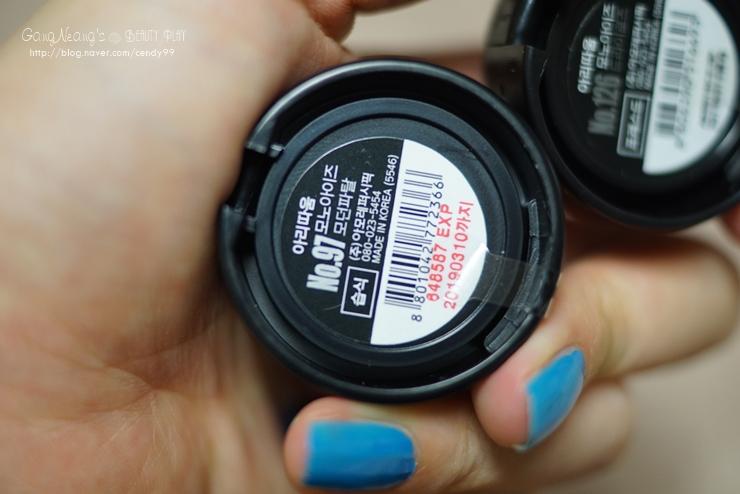 GangNeang's BEAUTY PLAY
http://blog.naver.com/cendy99
아리따움
모노아이즈
No.97 모던파탈
습식
(주)아모레퍼시픽
080-023-5454
MADE IN KOREA (5546)
8 801042 772366
648587 EXP
20190310까지
아리따움
모노아이즈
No.126